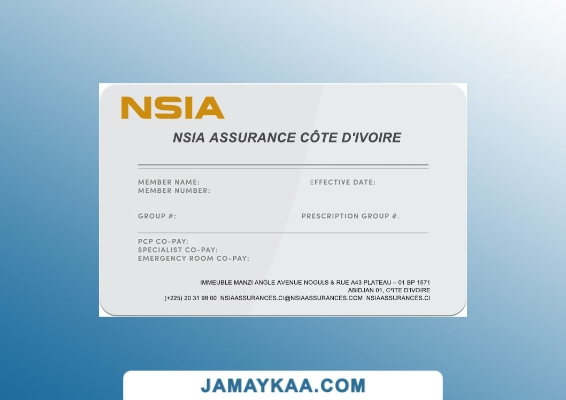 NSIA
NSIA ASSURANCE CÔTE D'IVOIRE
MEMBER NAME: EFFECTIVE DATE:
MEMBER NUMBER:
GROUP #: PRESCRIPTION GROUP #.
PCP CO-PAY:
SPECIALIST CO-PAY:
EMERGENCY ROOM CO-PAY:
IMMEUBLE MANZI ANGLE AVENUE NOGULS & RUE A43 PLATEAU – 01 BP 1571
ABIDJAN 01, CÔTE D'IVOIRE
(+225) 20 31 98 00 NSIAASSURANCES.CI@NSIAASSURANCES.COM NSIAASSURANCES.CI
JAMAYKAA.COM